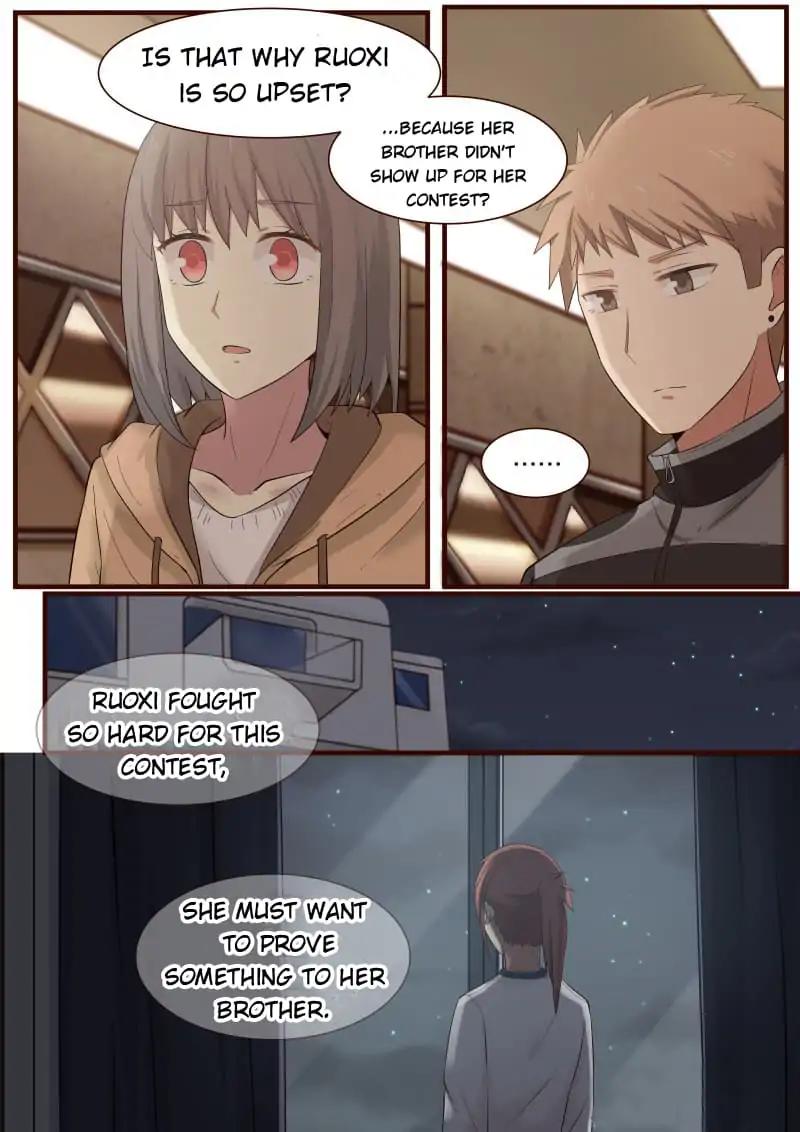 IS THAT WHY RUOXI
IS SO UPSET?
...BECAUSE HER
BROTHER DIDN'T
SHOW UP FOR HER
CONTEST?
......
RUOXI FOUGHT
SO HARD FOR THIS
CONTEST,
SHE MUST WANT
TO PROVE
SOMETHING TO HER
BROTHER.